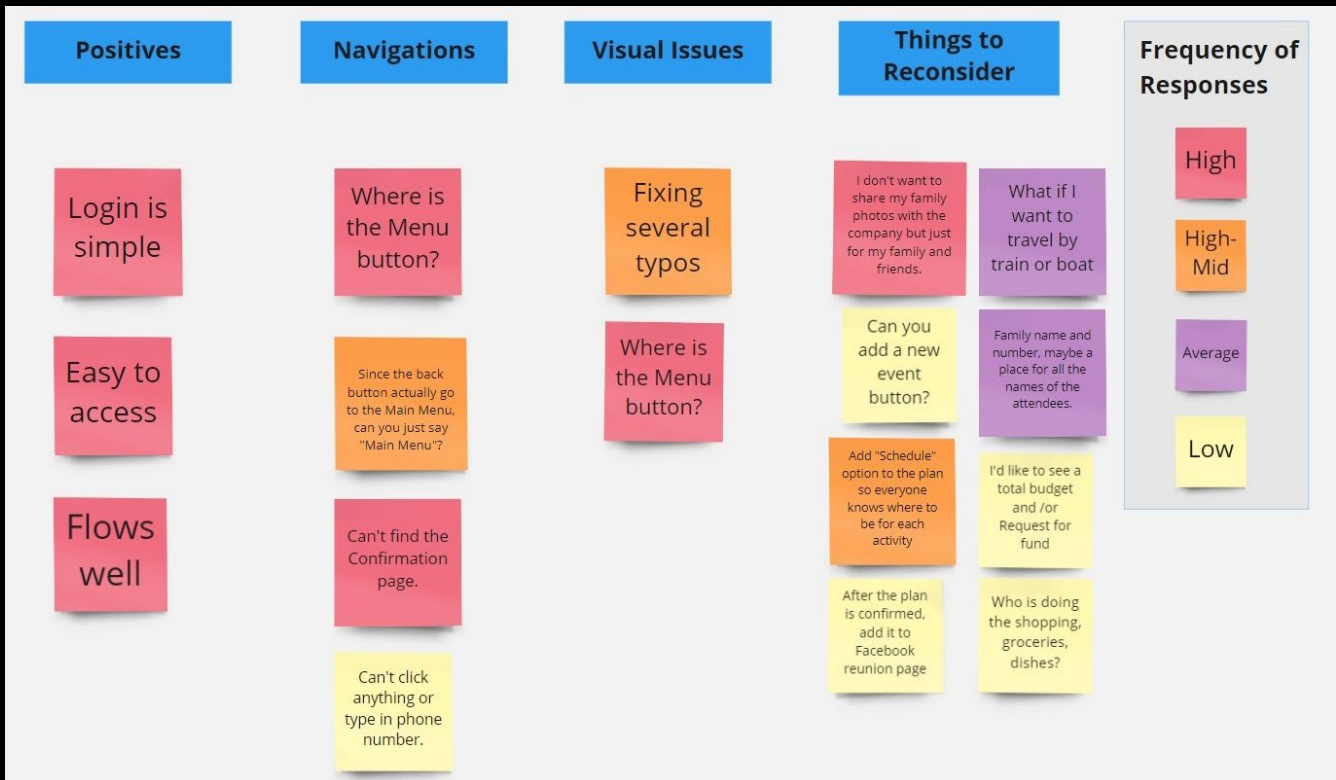 Positives
Login is
simple
Easy to
access
Flows
well
Navigations
Where is
the Menu
button?
Since the back
button actually go
to the Main Menu,
can you just say
"Main Menu"?
Can't find the
Confirmation
page.
Can't click
anything or
type in phone
number.
Visual Issues
Fixing
several
typos
Where is
the Menu
button?
Things to
Reconsider
I don't want to
share my family
photos with the
company but just
for my family and
friends.
What if I
want to
travel by
train or boat
Can you
add a new
event
button?
Family name and
number, maybe a
place for all the
names of the
attendees.
Add "Schedule"
option to the plan
so everyone
knows where to
be for each
activity
I'd like to see a
total budget
and /or
Request for
fund
After the plan
is confirmed,
add it to
Facebook
reunion page
Who is doing
the shopping,
groceries,
dishes?
Frequency of
Responses
High
High-
Mid
Average
Low